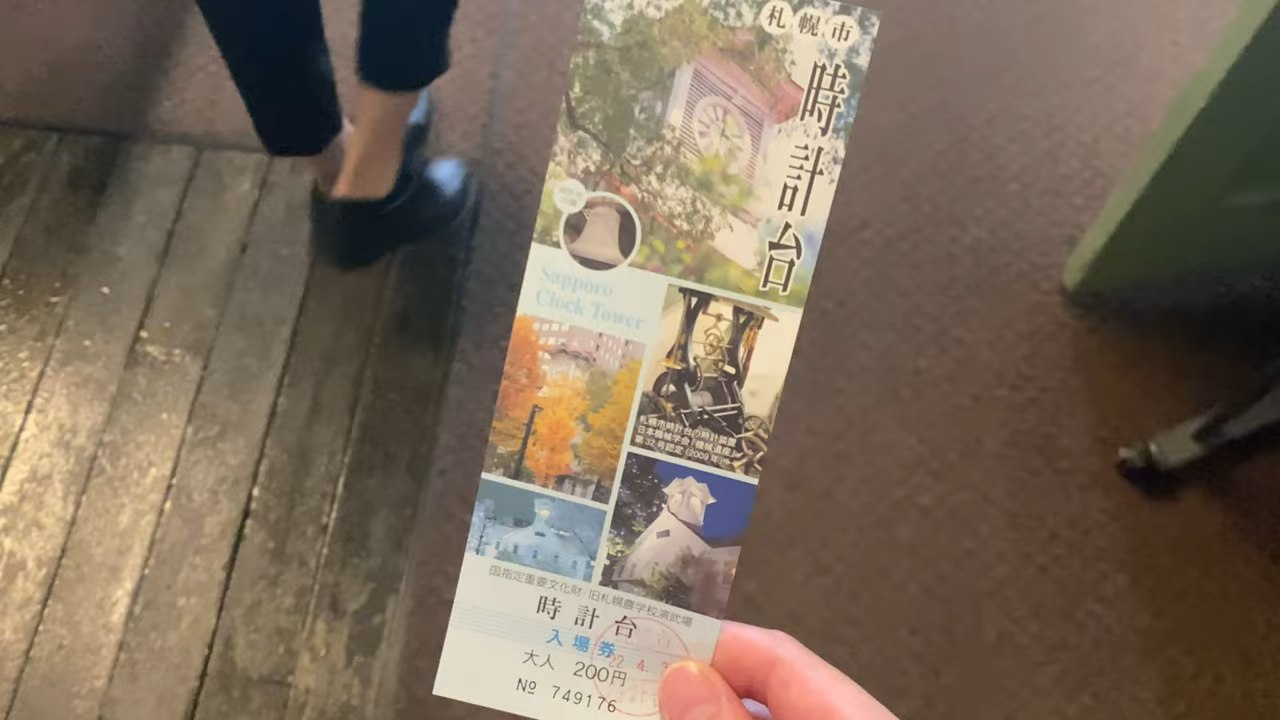 札幌市
時計台
Sapporo
Clock Tower
札幌市時計台の時計装置
日本機械学会「機械遺産」
第32号認定(2009年)
国指定重要文化財・旧札幌農学校演武場
時計台
入場券
大人 200円
№ 749176